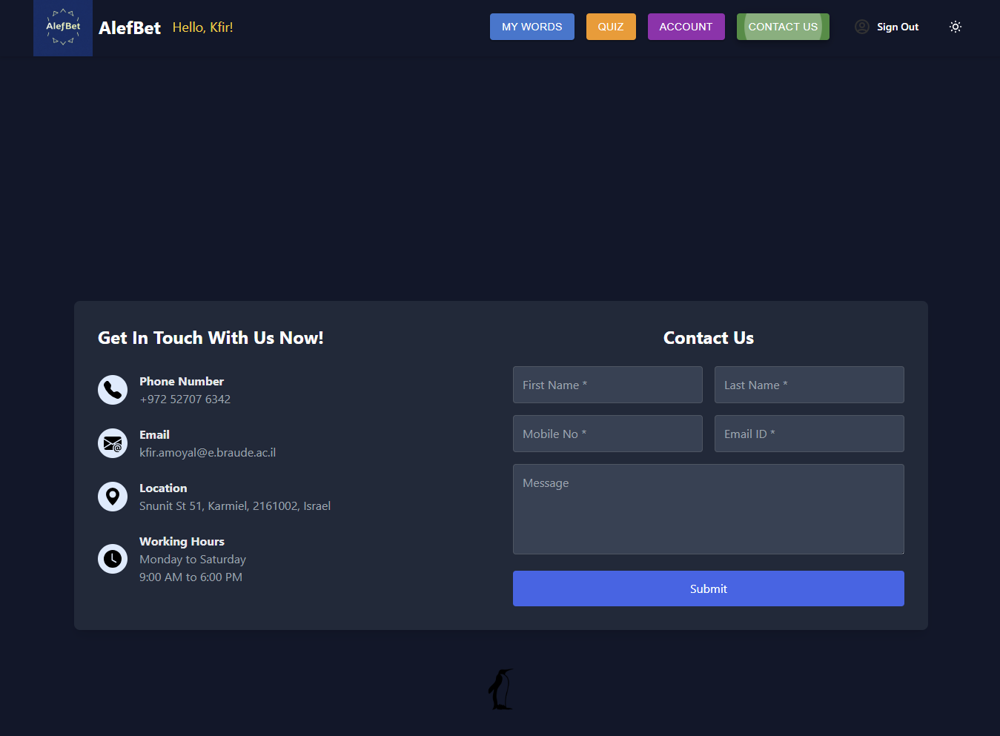 AlefBet
AlefBet
Hello, Kfir!
MY WORDS
QUIZ
ACCOUNT
CONTACT US
Sign Out
Get In Touch With Us Now!
Phone Number
+972 52707 6342
Email
kfir.amoyal@e.braude.ac.il
Location
Snunit St 51, Karmiel, 2161002, Israel
Working Hours
Monday to Saturday
9:00 AM to 6:00 PM
Contact Us
First Name *
Last Name *
Mobile No *
Email ID *
Message
Submit